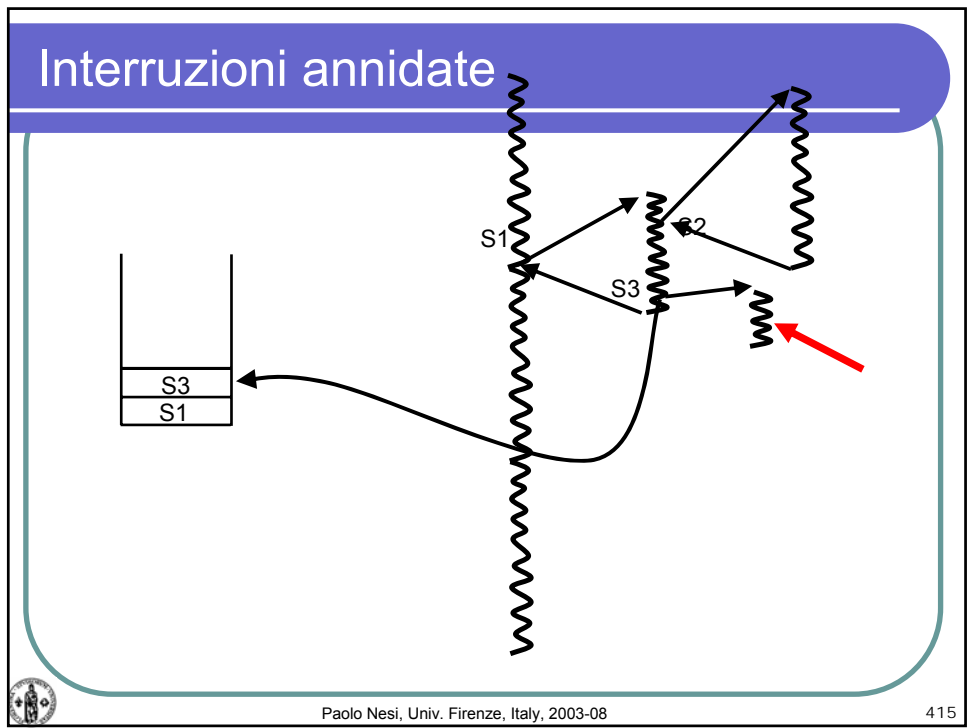 Interruzioni annidate
S1
S2
S3
S3
S1
Paolo Nesi, Univ. Firenze, Italy, 2003-08
415